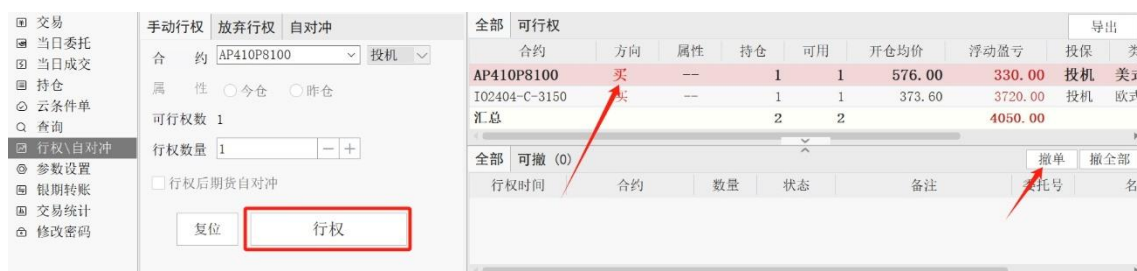 交易
当日委托
当日成交
持仓
云条件单
查询
行权\自对冲
参数设置
银期转账
交易统计
修改密码
手动行权 放弃行权 自对冲
合 约 AP410P8100 投机
属 性 今仓 昨仓
可行权数 1
行权数量 1 - +
行权后期货自对冲
复位 行权
全部 可行权 导出
合约 方向 属性 持仓 可用 开仓均价 浮动盈亏 投保
AP410P8100 买 -- 1 1 576.00 330.00 投机 美式
IO2404-C-3150 买 -- 1 1 373.60 3720.00 投机 欧式
汇总 2 2 4050.00
全部 可撤 (0) 撤单 撤全部
行权时间 合约 数量 状态 备注 委托号 名